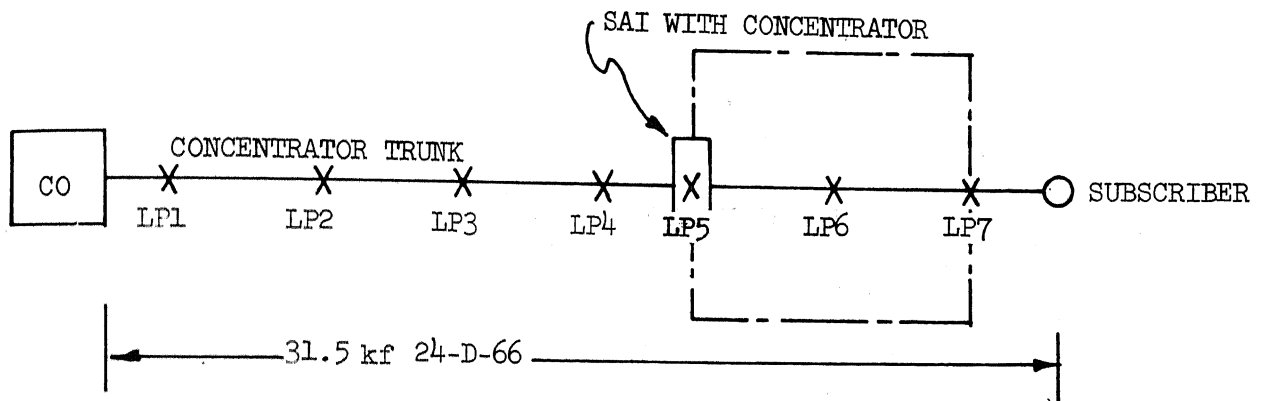 SAI WITH CONCENTRATOR
CONCENTRATOR TRUNK
CO
SUBSCRIBER
LP1
LP2
LP3
LP4
LP5
LP6
LP7
31.5 kf 24-D-66